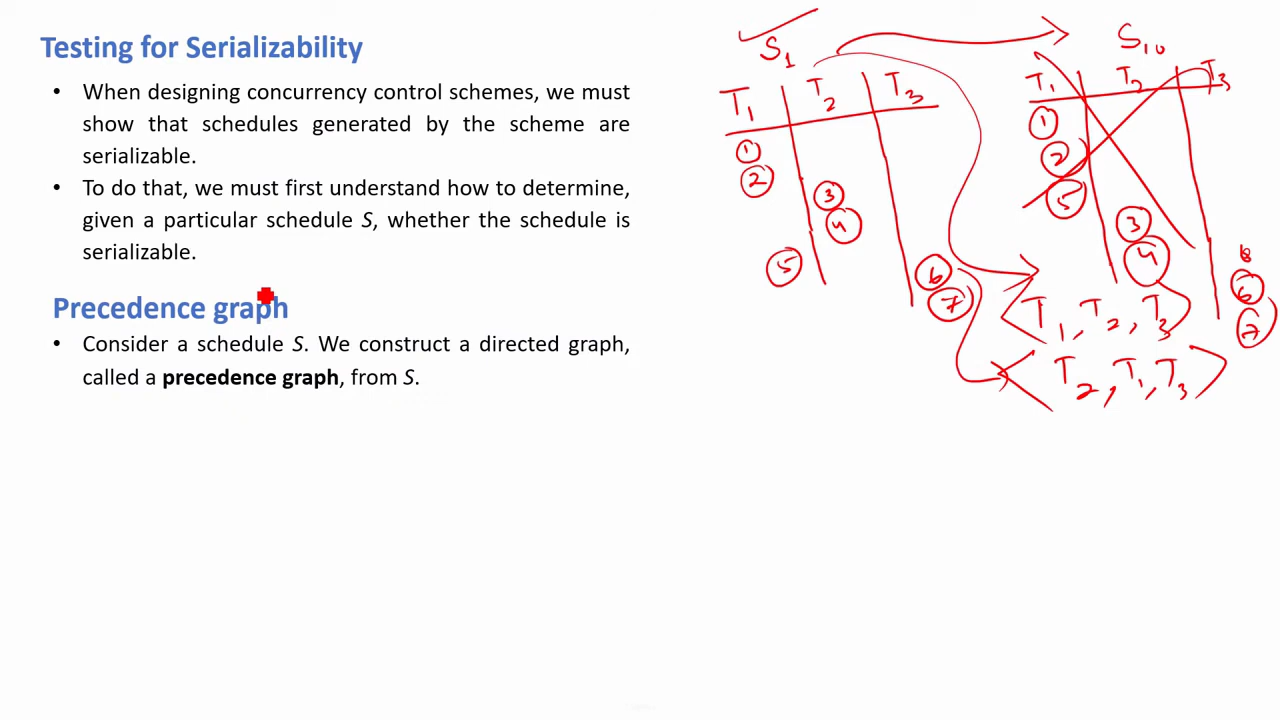 Testing for Serializability
• When designing concurrency control schemes, we must
show that schedules generated by the scheme are
serializable.
• To do that, we must first understand how to determine,
given a particular schedule S, whether the schedule is
serializable.
Precedence graph
• Consider a schedule S. We construct a directed graph,
called a precedence graph, from S.
S1
T1 T2 T3
1
2
3
4
5
6
7
S10
T1 T2 T3
1
2
5
3
4
6
7
< T1, T2, T3 >
< T2, T1, T3 >